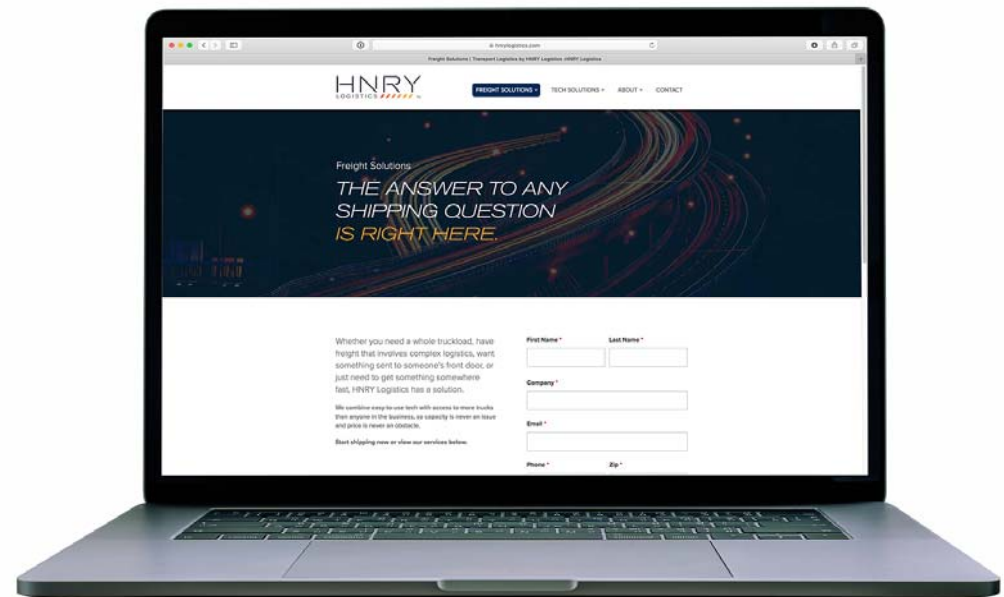 hnrylogistics.com
Freight Solutions | Transport Logistics by HNRY Logistics :HNRY Logistics
HNRY
LOGISTICS
FREIGHT SOLUTIONS
TECH SOLUTIONS
ABOUT
CONTACT
Freight Solutions
THE ANSWER TO ANY
SHIPPING QUESTION
IS RIGHT HERE.
Whether you need a whole truckload, have
freight that involves complex logistics, want
something sent to someone's front door, or
just need to get something somewhere
fast, HNRY Logistics has a solution.
We combine easy-to-use tech with access to more trucks
than anyone in the business, so capacity is never an issue
and price is never an obstacle.
Start shipping now or view our services below.
First Name *
Last Name *
Company *
Email *
Phone *
Zip *